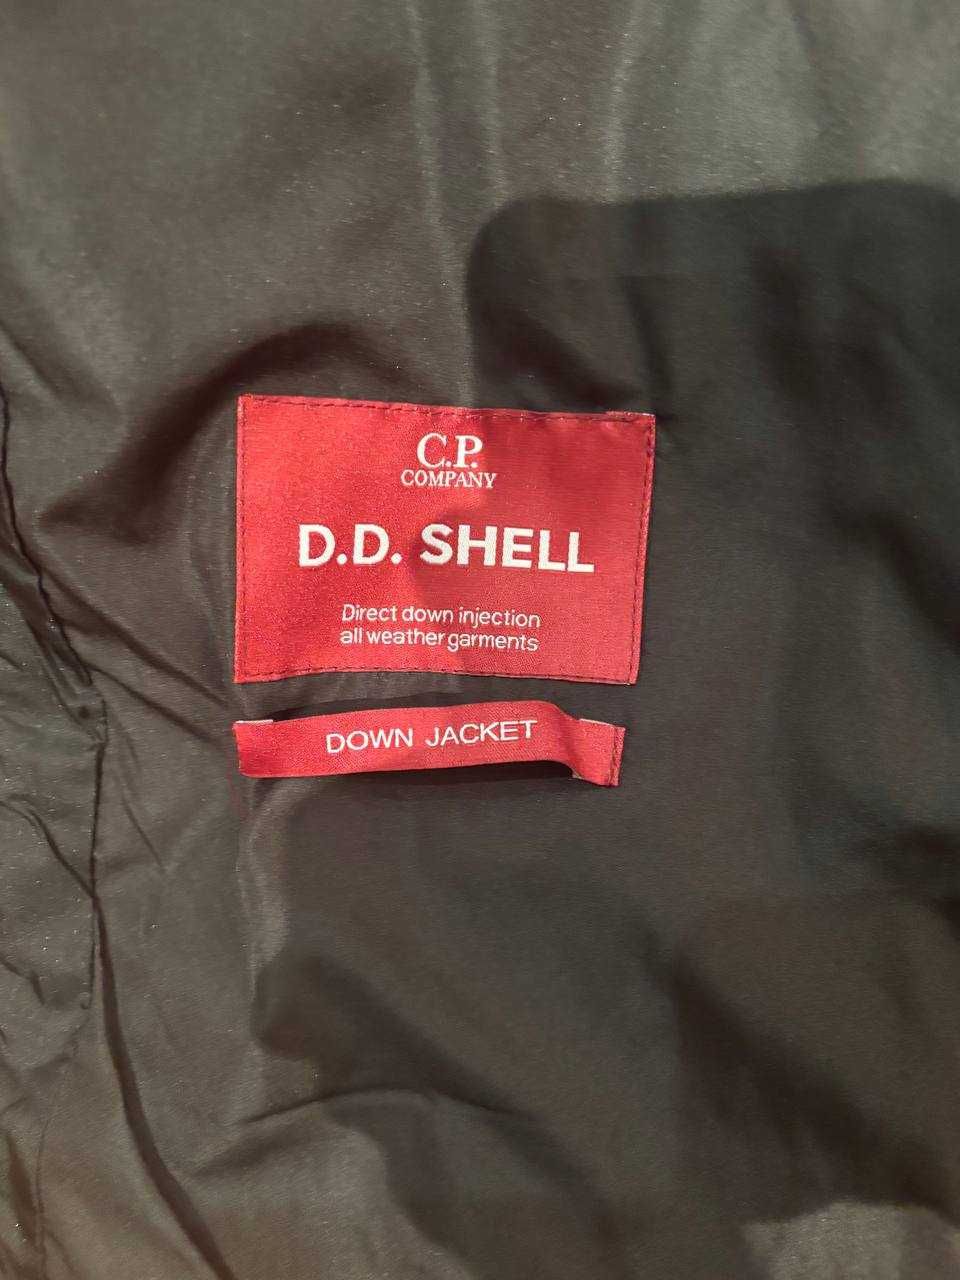 C.P.
COMPANY
D.D. SHELL
Direct down injection
all weather garments
DOWN JACKET